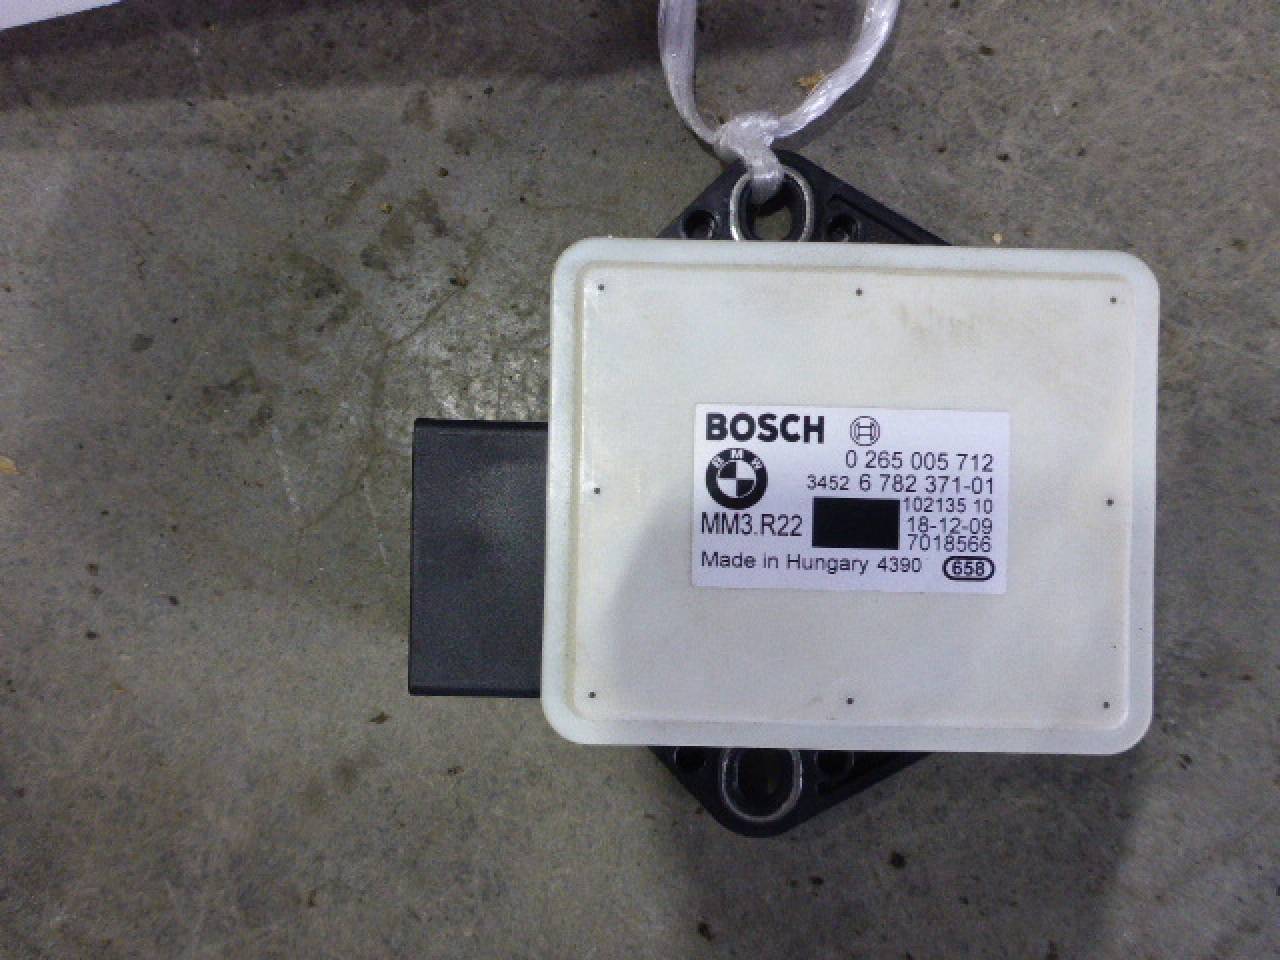 BOSCH
0 265 005 712
BMW
3452 6 782 371-01
102135 10
MM3.R22
18-12-09
7018566
Made in Hungary 4390
658